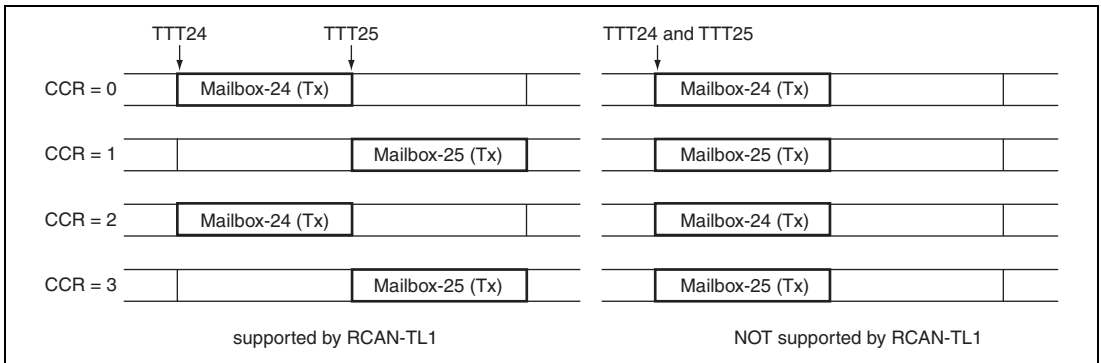 TTT24 TTT25 TTT24 and TTT25
CCR = 0 Mailbox-24 (Tx) Mailbox-24 (Tx)
CCR = 1 Mailbox-25 (Tx) Mailbox-25 (Tx)
CCR = 2 Mailbox-24 (Tx) Mailbox-24 (Tx)
CCR = 3 Mailbox-25 (Tx) Mailbox-25 (Tx)
supported by RCAN-TL1 NOT supported by RCAN-TL1